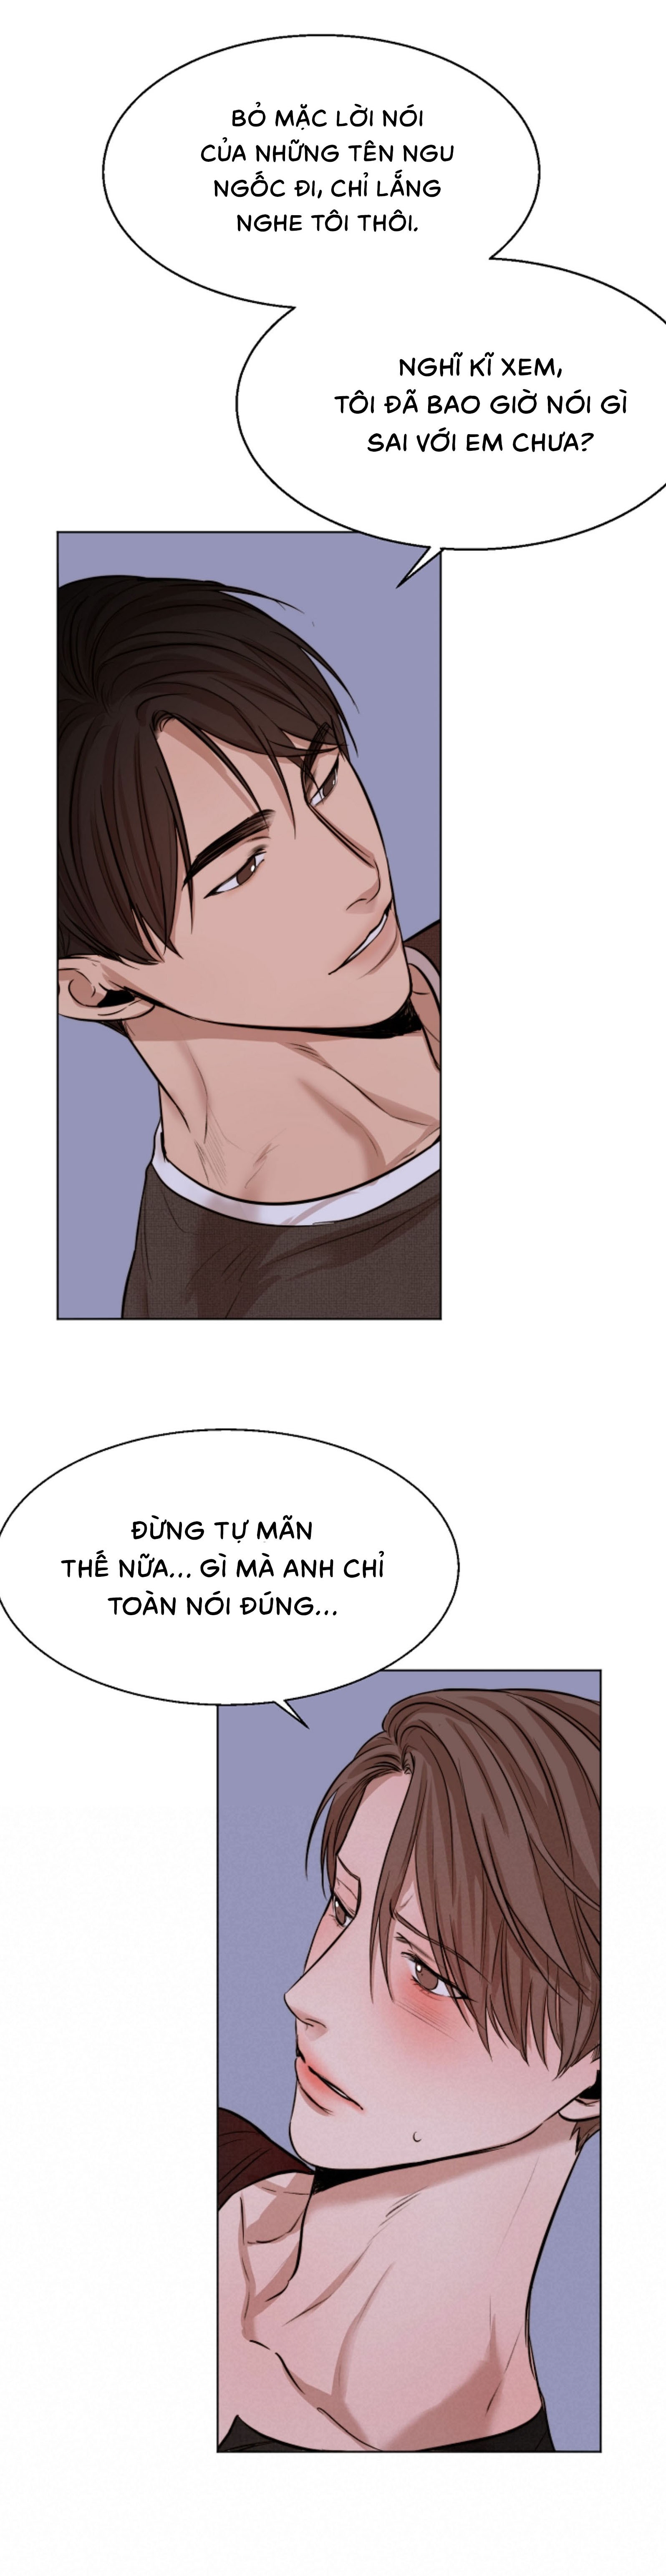 BỎ MẶC LỜI NÓI
CỦA NHỮNG TÊN NGU
NGỐC ĐI, CHỈ LẮNG
NGHE TÔI THÔI.
NGHĨ KĨ XEM,
TÔI ĐÃ BAO GIỜ NÓI GÌ
SAI VỚI EM CHƯA?
ĐỪNG TỰ MÃN
THẾ NỮA... GÌ MÀ ANH CHỈ
TOÀN NÓI ĐÚNG...